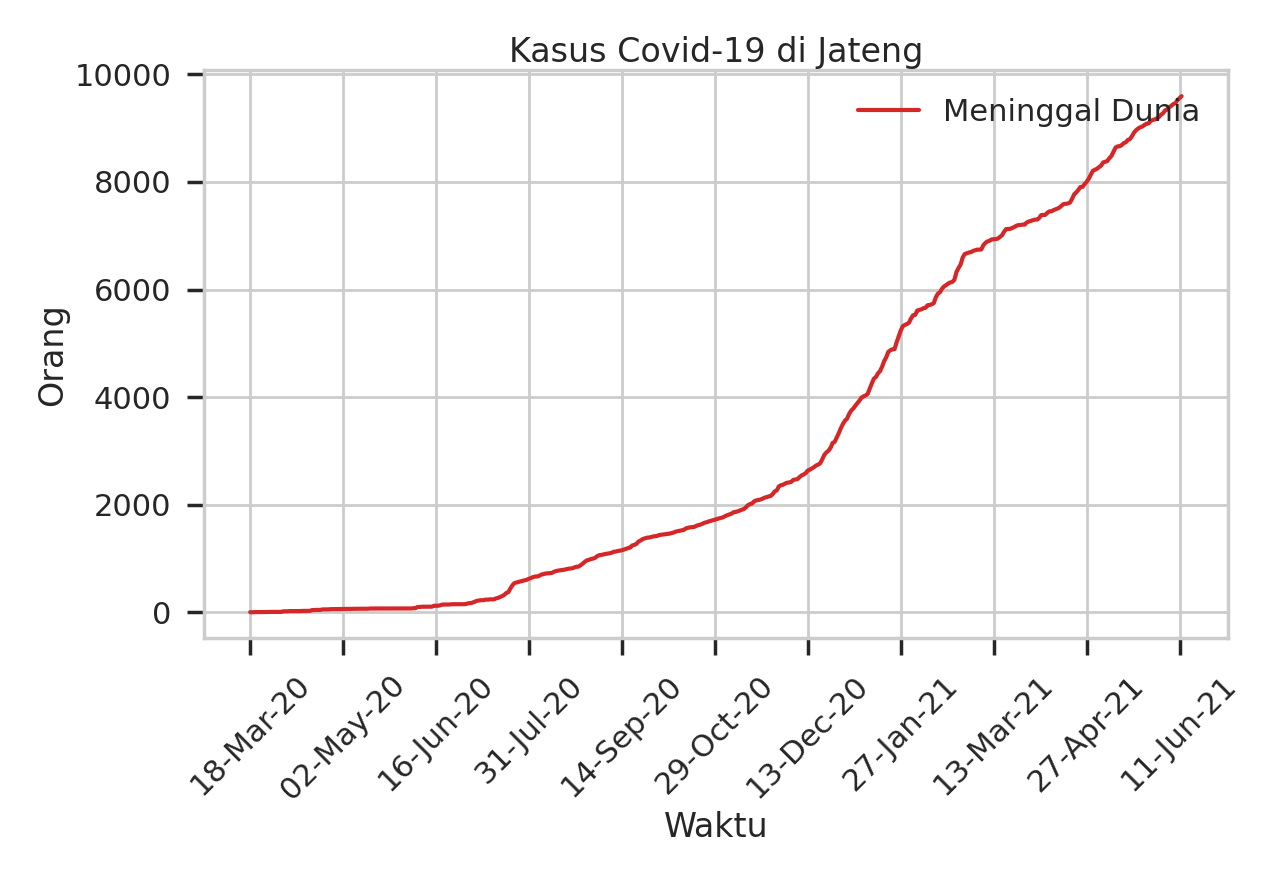 Kasus Covid-19 di Jateng
Meninggal Dunia
Orang
10000
8000
6000
4000
2000
0
18-Mar-20
02-May-20
16-Jun-20
31-Jul-20
14-Sep-20
29-Oct-20
13-Dec-20
27-Jan-21
13-Mar-21
27-Apr-21
11-Jun-21
Waktu